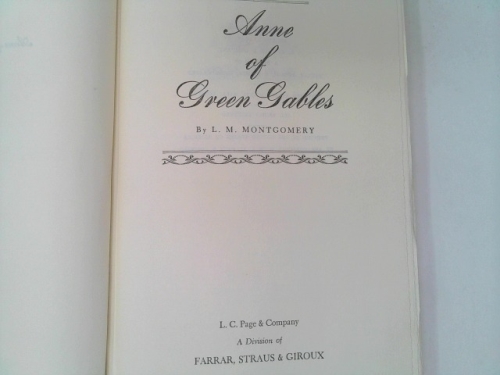 Anne
of
Green Gables
By L. M. MONTGOMERY
L. C. Page & Company
A Division of
FARRAR, STRAUS & GIROUX